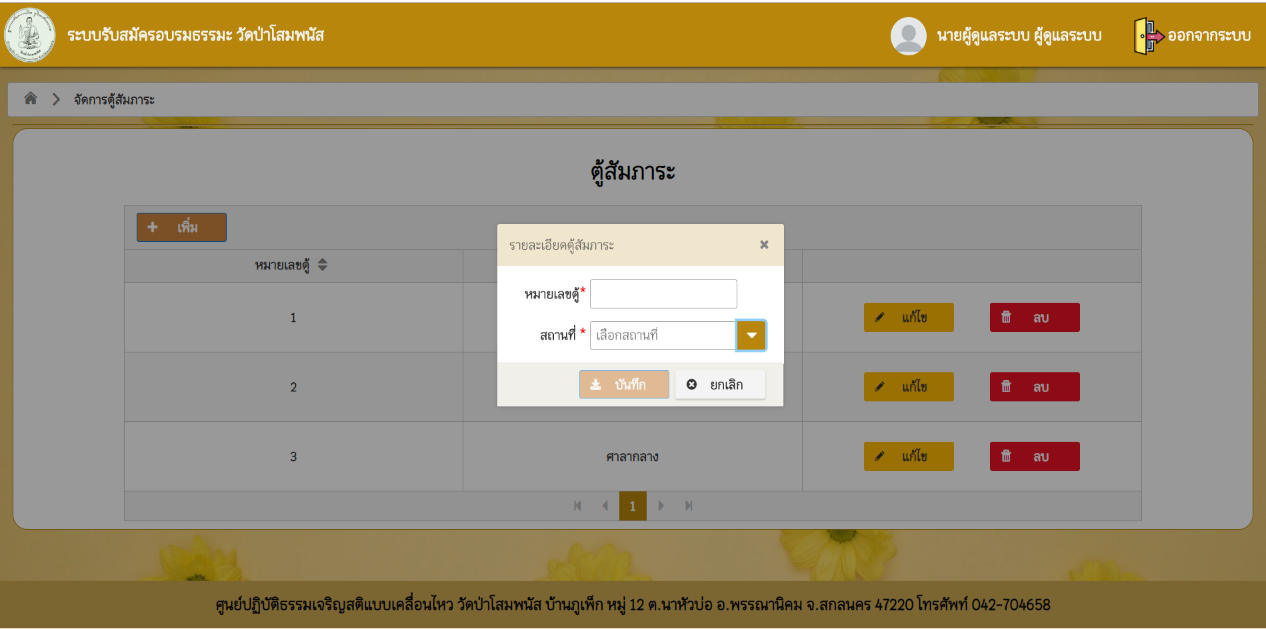 ระบบรับสมัครอบรมธรรมะ วัดป่าโสมพนัส
นายผู้ดูแลระบบ ผู้ดูแลระบบ
ออกจากระบบ
จัดการตู้สัมภาระ
ตู้สัมภาระ
เพิ่ม
รายละเอียดตู้สัมภาระ
หมายเลขตู้
หมายเลขตู้*
สถานที่ * เลือกสถานที่
บันทึก ยกเลิก
1 แก้ไข ลบ
2 แก้ไข ลบ
3 ศาลากลาง แก้ไข ลบ
1
ศูนย์ปฏิบัติธรรมเจริญสติแบบเคลื่อนไหว วัดป่าโสมพนัส บ้านภูเพ็ก หมู่ 12 ต.นาหัวบ่อ อ.พรรณานิคม จ.สกลนคร 47220 โทรศัพท์ 042-704658